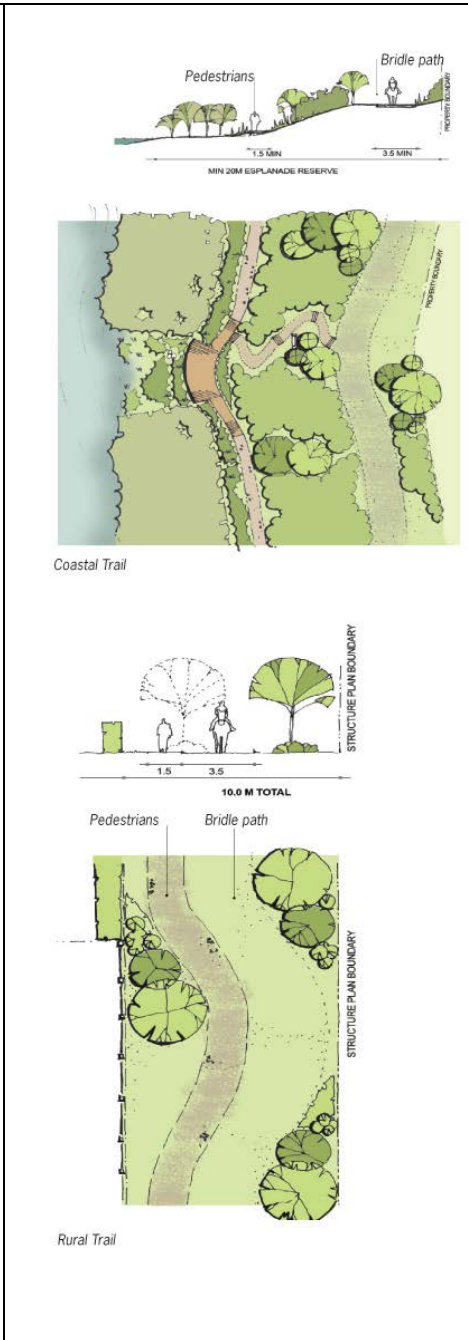 Bridle path
Pedestrians
PROPERTY BOUNDARY
1.5 MIN
3.5 MIN
MIN 20M ESPLANADE RESERVE
PROPERTY BOUNDARY
Coastal Trail
STRUCTURE PLAN BOUNDARY
1.5
3.5
10.0 M TOTAL
Pedestrians
Bridle path
STRUCTURE PLAN BOUNDARY
Rural Trail